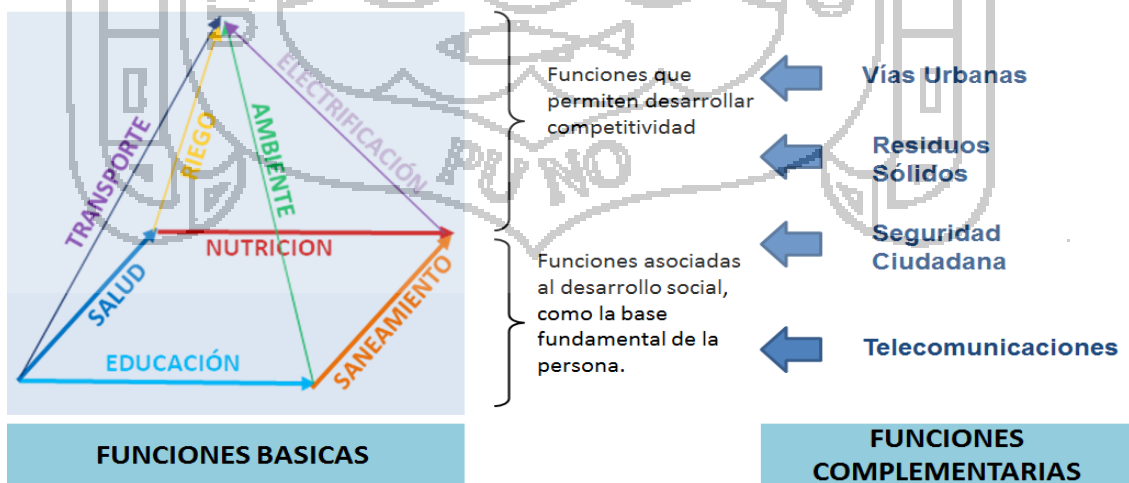 TRANSPORTE
RIEGO
AMBIENTE
ELECTRIFICACIÓN
NUTRICION
SALUD
SANEAMIENTO
EDUCACIÓN
FUNCIONES BASICAS
Funciones que
permiten desarrollar
competitividad
Funciones asociadas
al desarrollo social,
como la base
fundamental de la
persona.
Vías Urbanas
Residuos
Sólidos
Seguridad
Ciudadana
Telecomunicaciones
FUNCIONES
COMPLEMENTARIAS
PUNO